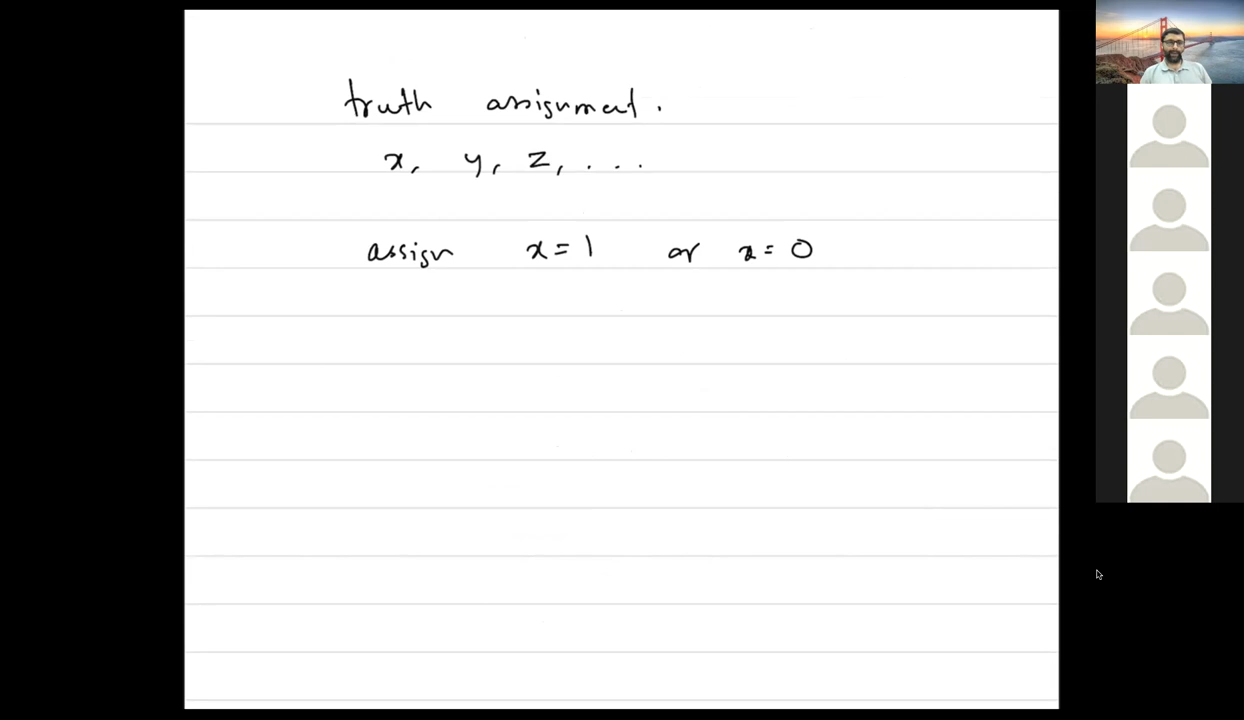 truth assignment.
x, y, z, ...
assign x = 1 or x = 0